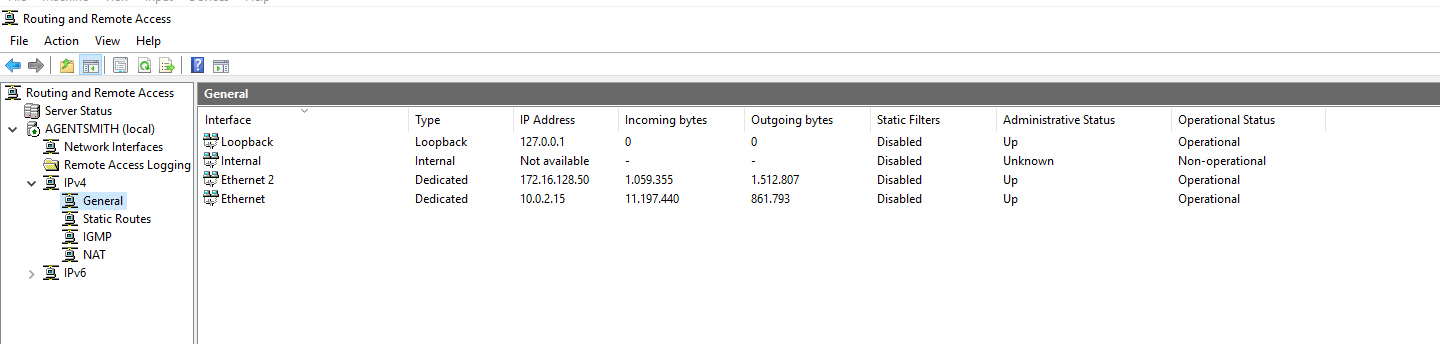 Routing and Remote Access
File Action View Help
Routing and Remote Access
Server Status
AGENTSMITH (local)
Network Interfaces
Remote Access Logging
IPv4
General
Static Routes
IGMP
NAT
IPv6
General
Interface Type IP Address Incoming bytes Outgoing bytes Static Filters Administrative Status Operational Status
Loopback Loopback 127.0.0.1 0 0 Disabled Up Operational
Internal Internal Not available - - Disabled Unknown Non-operational
Ethernet 2 Dedicated 172.16.128.50 1.059.355 1.512.807 Disabled Up Operational
Ethernet Dedicated 10.0.2.15 11.197.440 861.793 Disabled Up Operational